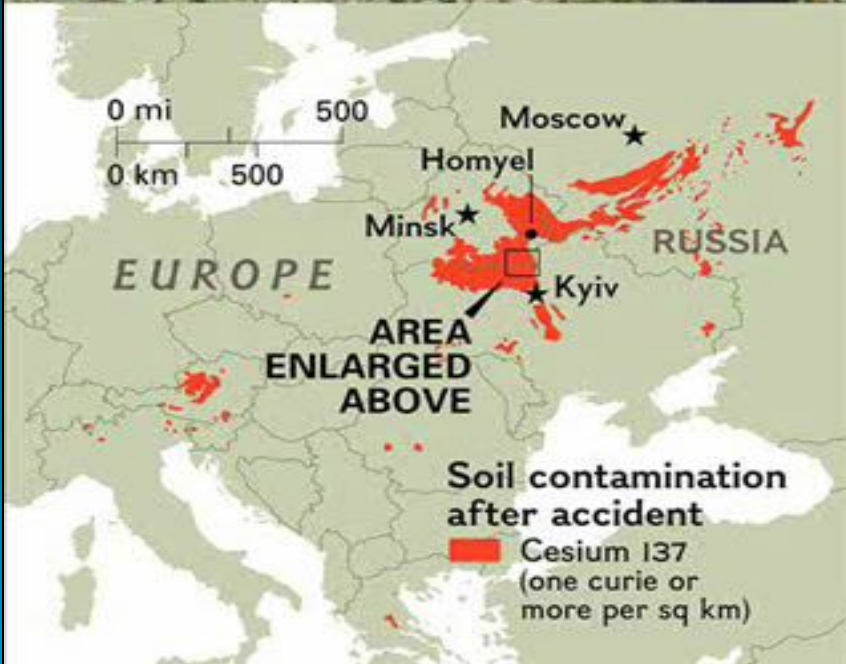 0 mi 500
0 km 500
Moscow
Homyel
Minsk
RUSSIA
EUROPE
Kyiv
AREA
ENLARGED
ABOVE
Soil contamination
after accident
Cesium 137
(one curie or
more per sq km)